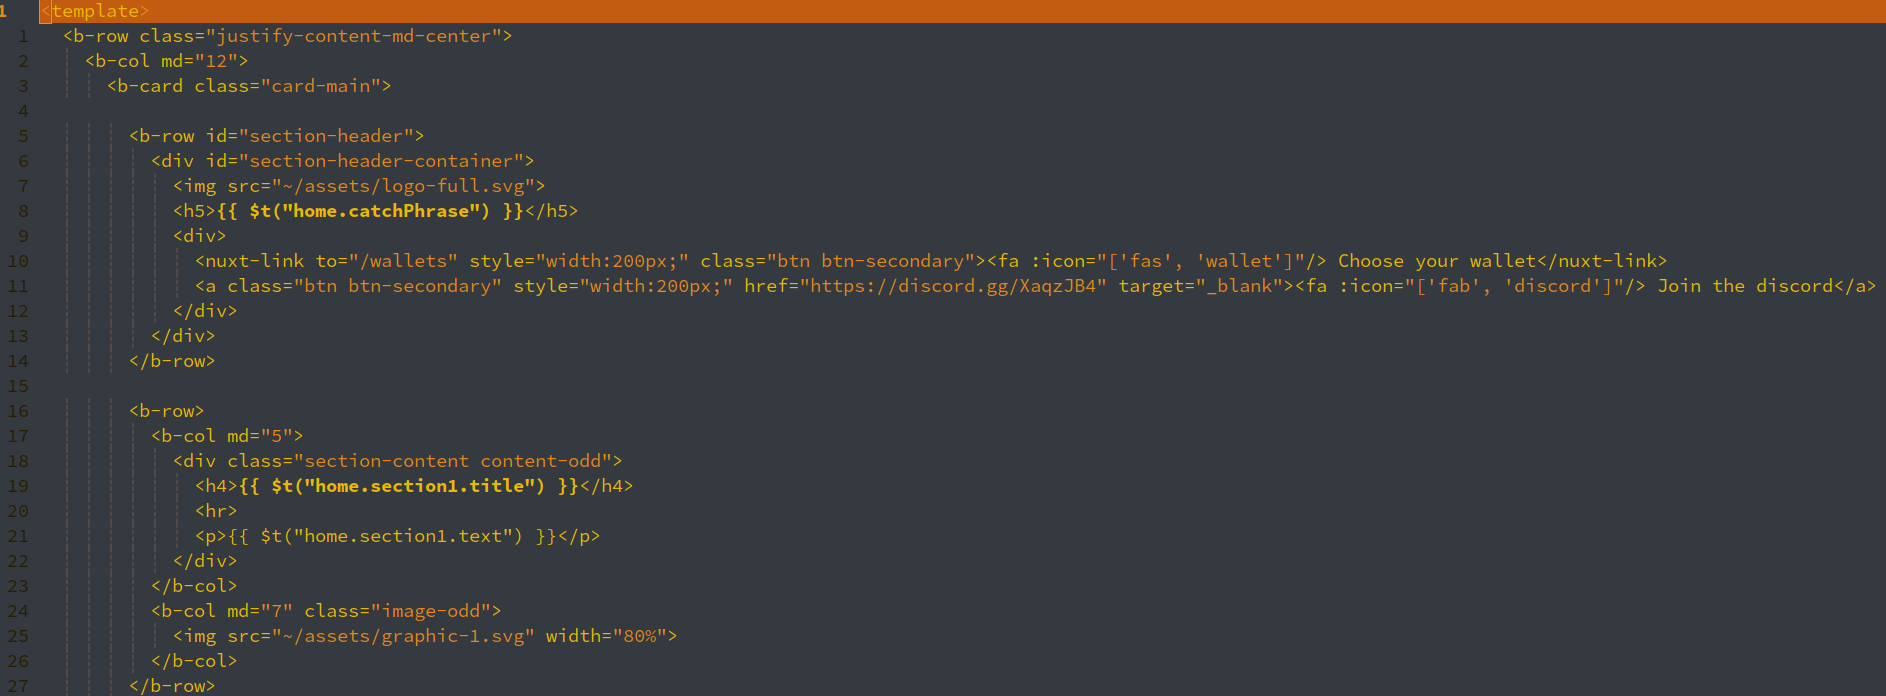 1 <template>
1 <b-row class="justify-content-md-center">
2 <b-col md="12">
3 <b-card class="card-main">
4
5 <b-row id="section-header">
6 <div id="section-header-container">
7 <img src="~/assets/logo-full.svg">
8 <h5>{{ $t("home.catchPhrase") }}</h5>
9 <div>
10 <nuxt-link to="/wallets" style="width:200px;" class="btn btn-secondary"><fa :icon="['fas', 'wallet']"/> Choose your wallet</nuxt-link>
11 <a class="btn btn-secondary" style="width:200px;" href="https://discord.gg/XaqzJB4" target="_blank"><fa :icon="['fab', 'discord']"/> Join the discord</a>
12 </div>
13 </div>
14 </b-row>
15
16 <b-row>
17 <b-col md="5">
18 <div class="section-content content-odd">
19 <h4>{{ $t("home.section1.title") }}</h4>
20 <hr>
21 <p>{{ $t("home.section1.text") }}</p>
22 </div>
23 </b-col>
24 <b-col md="7" class="image-odd">
25 <img src="~/assets/graphic-1.svg" width="80%">
26 </b-col>
27 </b-row>